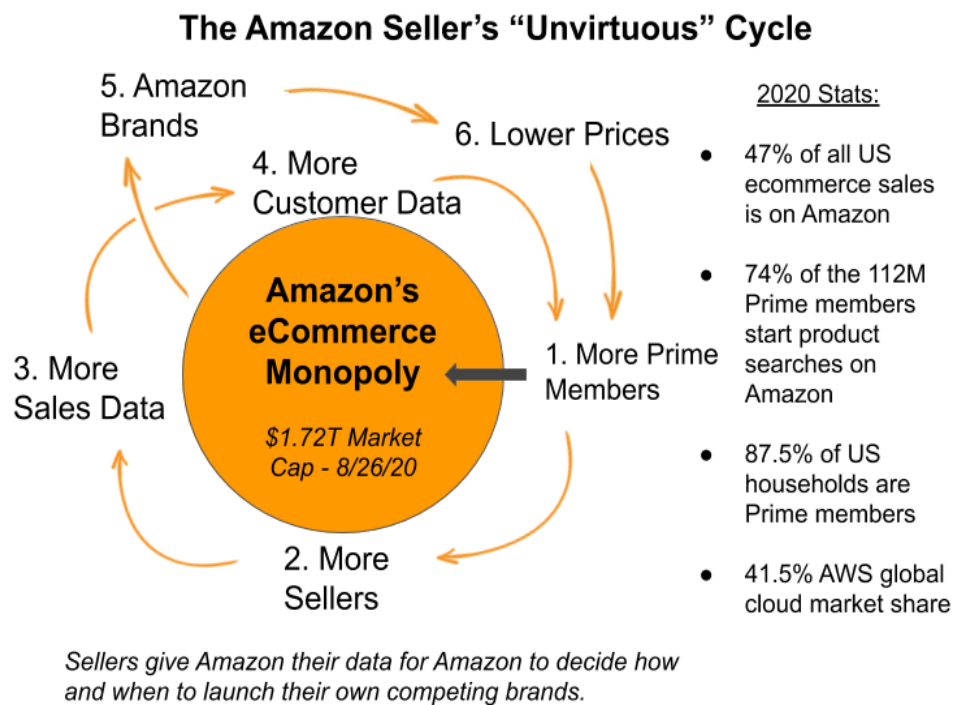 The Amazon Seller's “Unvirtuous” Cycle
5. Amazon
Brands
6. Lower Prices
4. More
Customer Data
Amazon's
eCommerce
Monopoly
$1.72T Market
Cap - 8/26/20
1. More Prime
Members
3. More
Sales Data
2. More
Sellers
Sellers give Amazon their data for Amazon to decide how
and when to launch their own competing brands.
2020 Stats:
● 47% of all US
ecommerce sales
is on Amazon
● 74% of the 112M
Prime members
start product
searches on
Amazon
● 87.5% of US
households are
Prime members
● 41.5% AWS global
cloud market share